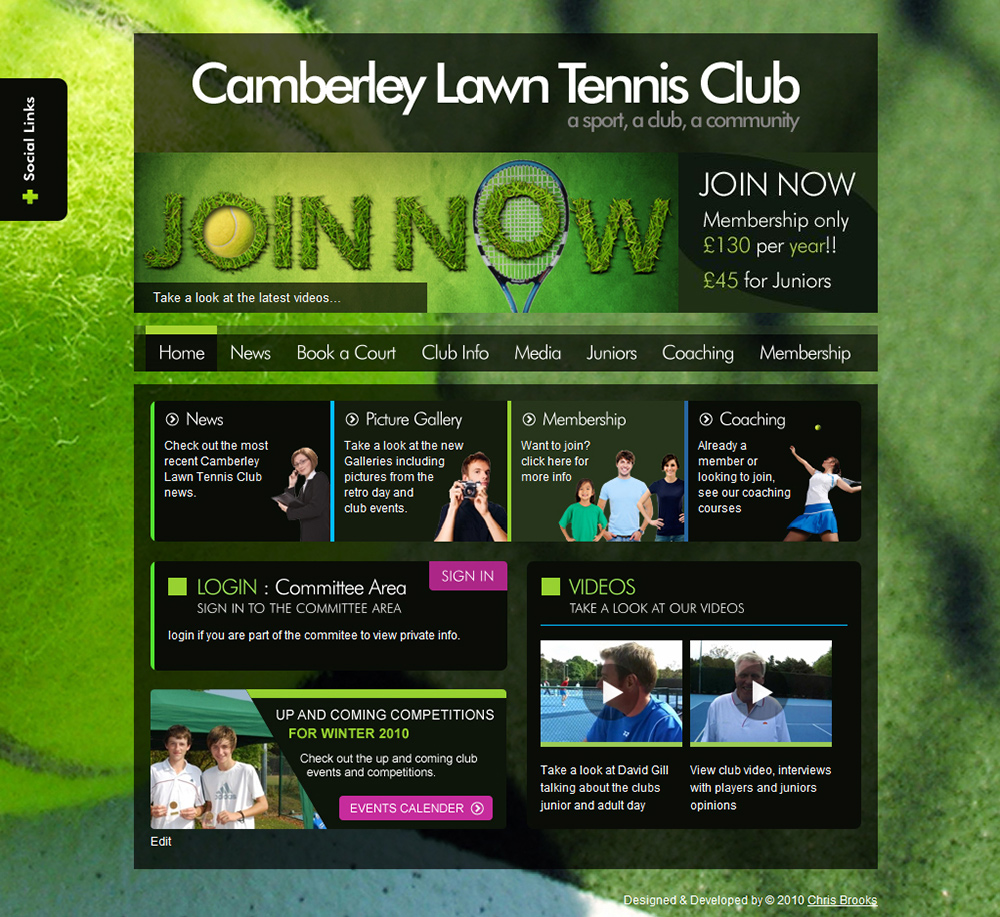 Camberley Lawn Tennis Club
a sport, a club, a community
Social Links
JOIN NOW
Take a look at the latest videos...
JOIN NOW
Membership only
£130 per year!!
£45 for Juniors
Home News Book a Court Club Info Media Juniors Coaching Membership
News
Check out the most
recent Camberley
Lawn Tennis Club
news.
Picture Gallery
Take a look at the new
Galleries including
pictures from the
retro day and
club events.
Membership
Want to join?
click here for
more info
Coaching
Already a
member or
looking to join,
see our coaching
courses
LOGIN : Committee Area
SIGN IN
SIGN IN TO THE COMMITTEE AREA
login if you are part of the commitee to view private info.
UP AND COMING COMPETITIONS
FOR WINTER 2010
Check out the up and coming club
events and competitions.
EVENTS CALENDER
Edit
VIDEOS
TAKE A LOOK AT OUR VIDEOS
Take a look at David Gill
talking about the clubs
junior and adult day
View club video, interviews
with players and juniors
opinions
Designed & Developed by © 2010 Chris Brooks